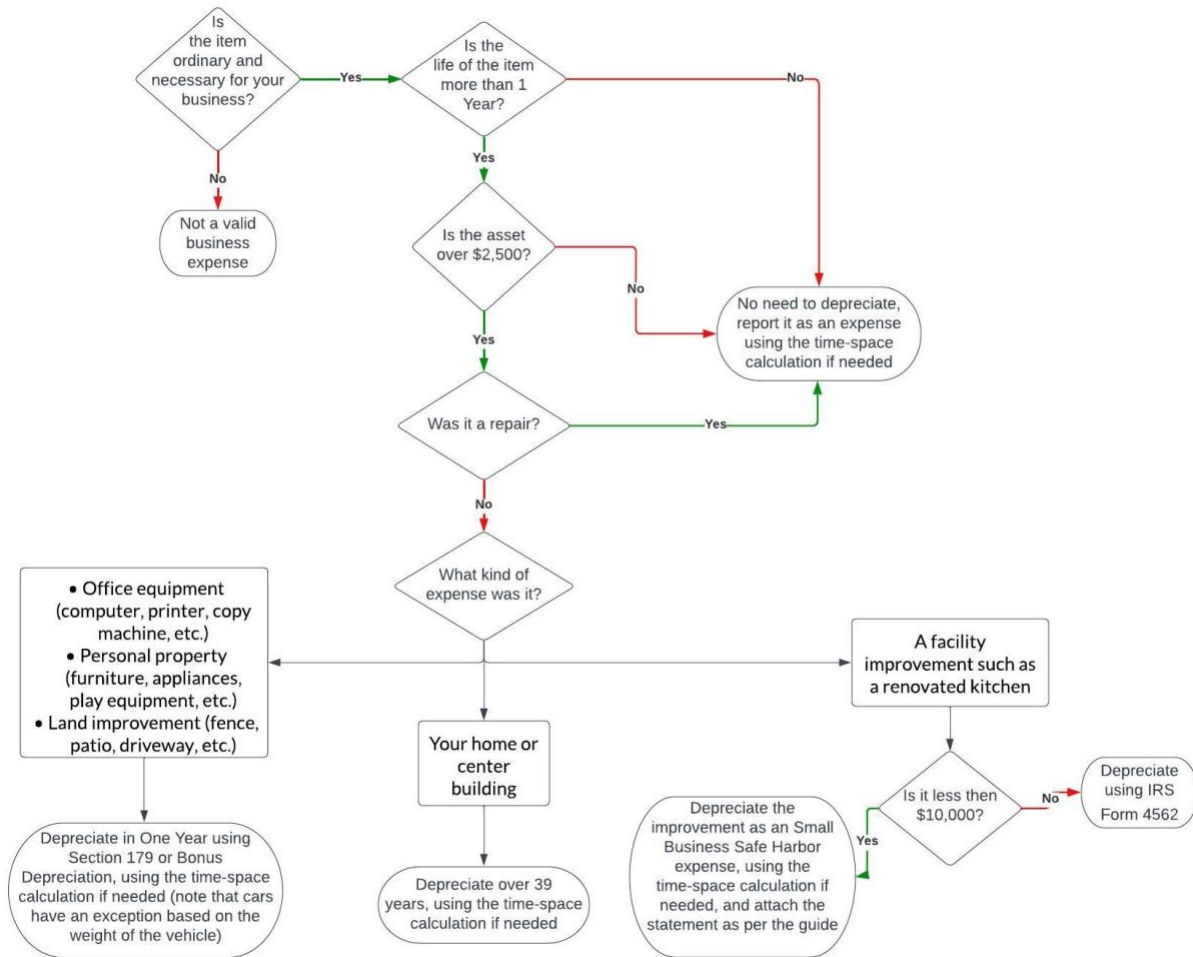 Is
the item
ordinary and
necessary for your
business?
Yes
Is the
life of the item
more than 1
Year?
No
No
Yes
Not a valid
business
expense
Is the asset
over $2,500?
No
No need to depreciate,
report it as an expense
using the time-space
calculation if needed
Yes
Was it a repair?
Yes
No
What kind of
expense was it?
• Office equipment
(computer, printer, copy
machine, etc.)
• Personal property
(furniture, appliances,
play equipment, etc.)
• Land improvement (fence,
patio, driveway, etc.)
Your home or
center
building
A facility
improvement such as
a renovated kitchen
Is it less then
$10,000?
No
Depreciate
using IRS
Form 4562
Yes
Depreciate in One Year using
Section 179 or Bonus
Depreciation, using the time-space
calculation if needed (note that cars
have an exception based on the
weight of the vehicle)
Depreciate over 39
years, using the time-space
calculation if needed
Depreciate the
improvement as an Small
Business Safe Harbor
expense, using the
time-space calculation if
needed, and attach the
statement as per the guide